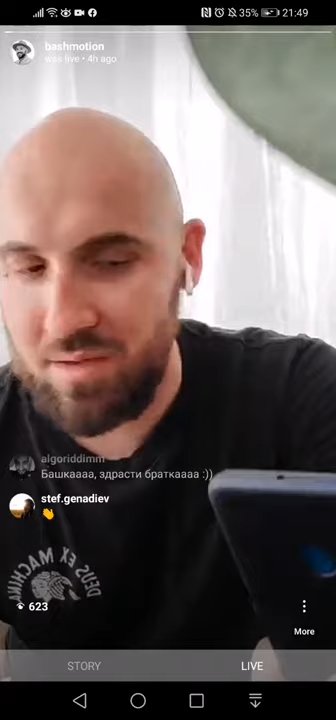 35% 21:49
bashmotion
was live • 4h ago
algoriddimm
Башкаааа, здрасти браткаааа :))
stef.genadiev
👏
DEUS EX MACHINA
623
More
STORY LIVE